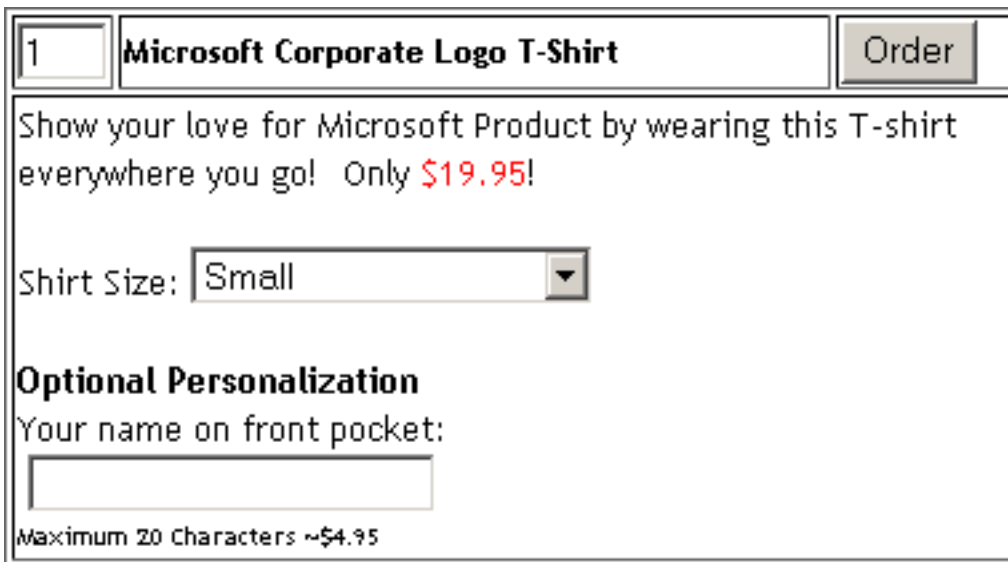 1 Microsoft Corporate Logo T-Shirt Order
Show your love for Microsoft Product by wearing this T-shirt
everywhere you go! Only $19.95!
Shirt Size: Small
Optional Personalization
Your name on front pocket:
Maximum 20 Characters ~$4.95